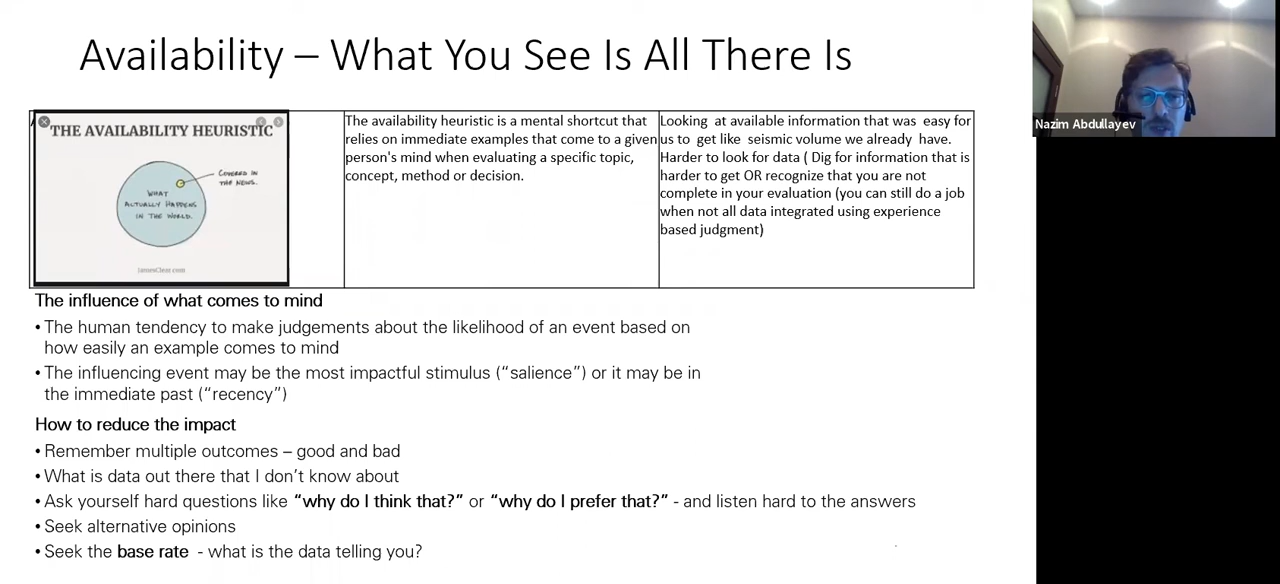 Availability – What You See Is All There Is
THE AVAILABILITY HEURISTIC
COVERED IN
THE NEWS.
WHAT
ACTUALLY HAPPENS
IN THE WORLD.
JamesClear.com
The availability heuristic is a mental shortcut that
relies on immediate examples that come to a given
person's mind when evaluating a specific topic,
concept, method or decision.
Looking at available information that was easy for
us to get like seismic volume we already have.
Harder to look for data ( Dig for information that is
harder to get OR recognize that you are not
complete in your evaluation (you can still do a job
when not all data integrated using experience
based judgment)
The influence of what comes to mind
• The human tendency to make judgements about the likelihood of an event based on
how easily an example comes to mind
• The influencing event may be the most impactful stimulus (“salience”) or it may be in
the immediate past (“recency”)
How to reduce the impact
• Remember multiple outcomes – good and bad
• What is data out there that I don’t know about
• Ask yourself hard questions like “why do I think that?” or “why do I prefer that?” - and listen hard to the answers
• Seek alternative opinions
• Seek the base rate - what is the data telling you?
Nazim Abdullayev